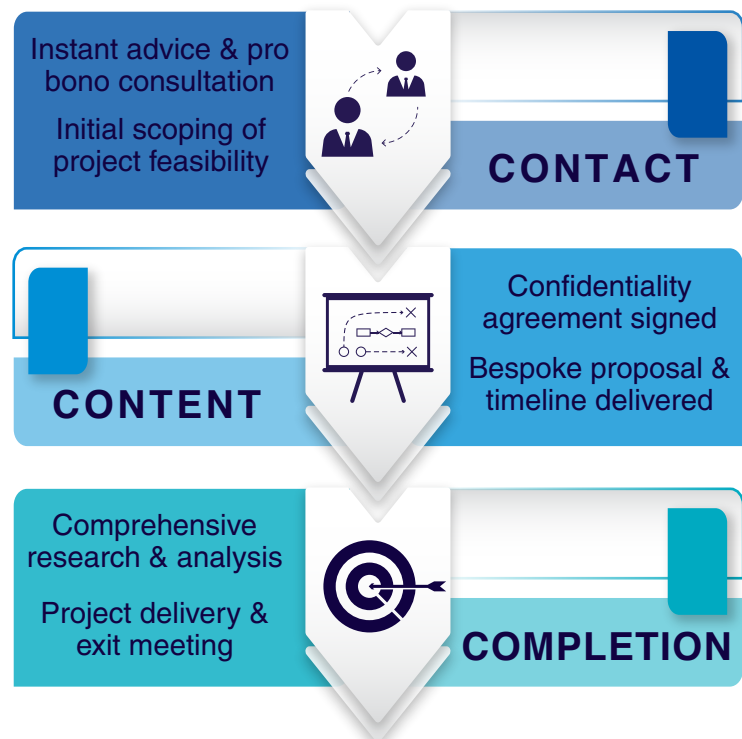 Instant advice & pro
bono consultation
Initial scoping of
project feasibility
CONTACT
CONTENT
Confidentiality
agreement signed
Bespoke proposal &
timeline delivered
Comprehensive
research & analysis
Project delivery &
exit meeting
COMPLETION